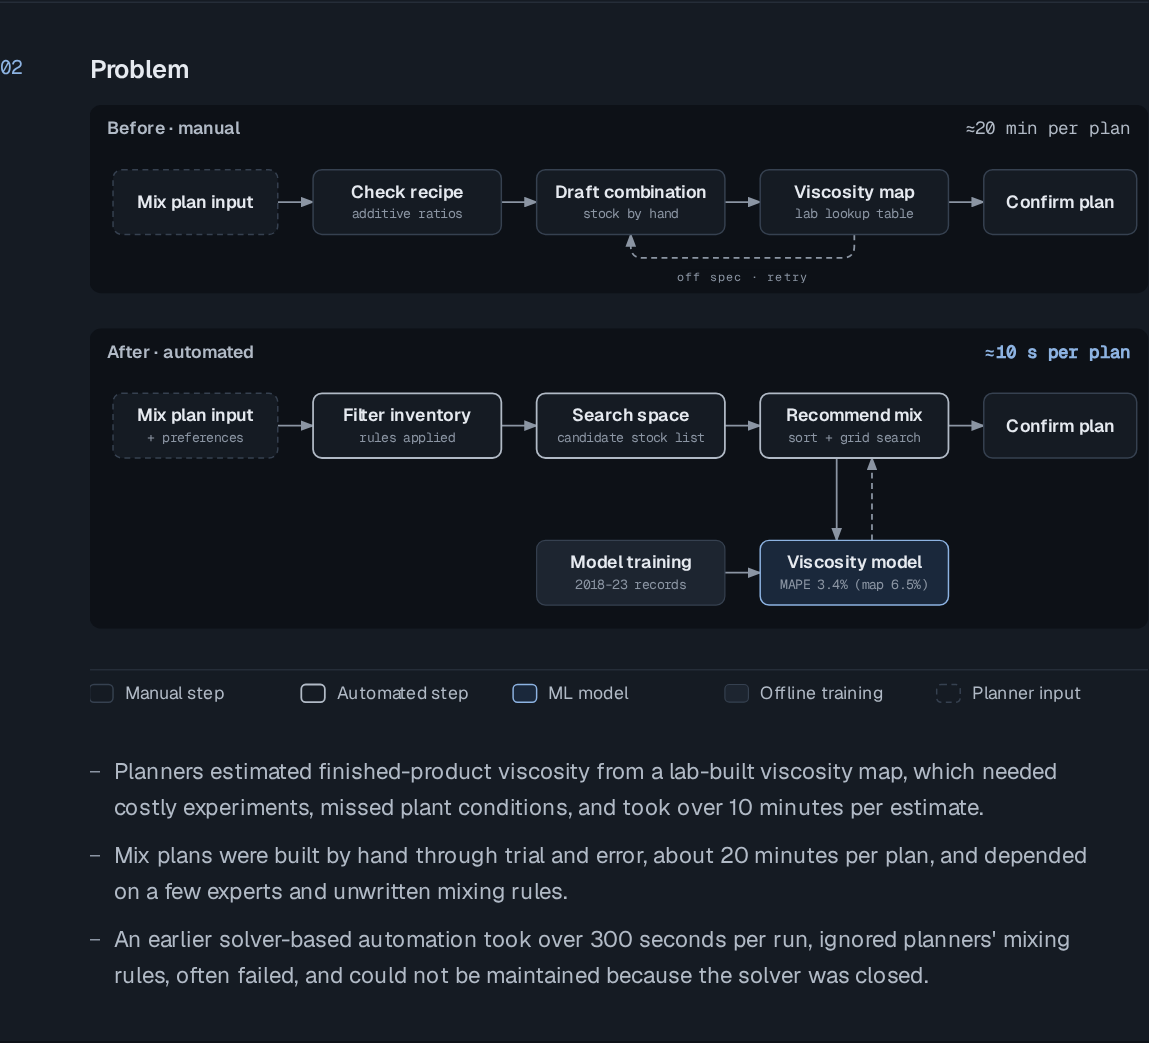 02
Problem
Before · manual
≈20 min per plan
Mix plan input
Check recipe
additive ratios
Draft combination
stock by hand
Viscosity map
lab lookup table
Confirm plan
off spec · retry
After · automated
≈10 s per plan
Mix plan input
+ preferences
Filter inventory
rules applied
Search space
candidate stock list
Recommend mix
sort + grid search
Confirm plan
Model training
2018–23 records
Viscosity model
MAPE 3.4% (map 6.5%)
Manual step
Automated step
ML model
Offline training
Planner input
– Planners estimated finished-product viscosity from a lab-built viscosity map, which needed
costly experiments, missed plant conditions, and took over 10 minutes per estimate.
– Mix plans were built by hand through trial and error, about 20 minutes per plan, and depended
on a few experts and unwritten mixing rules.
– An earlier solver-based automation took over 300 seconds per run, ignored planners' mixing
rules, often failed, and could not be maintained because the solver was closed.